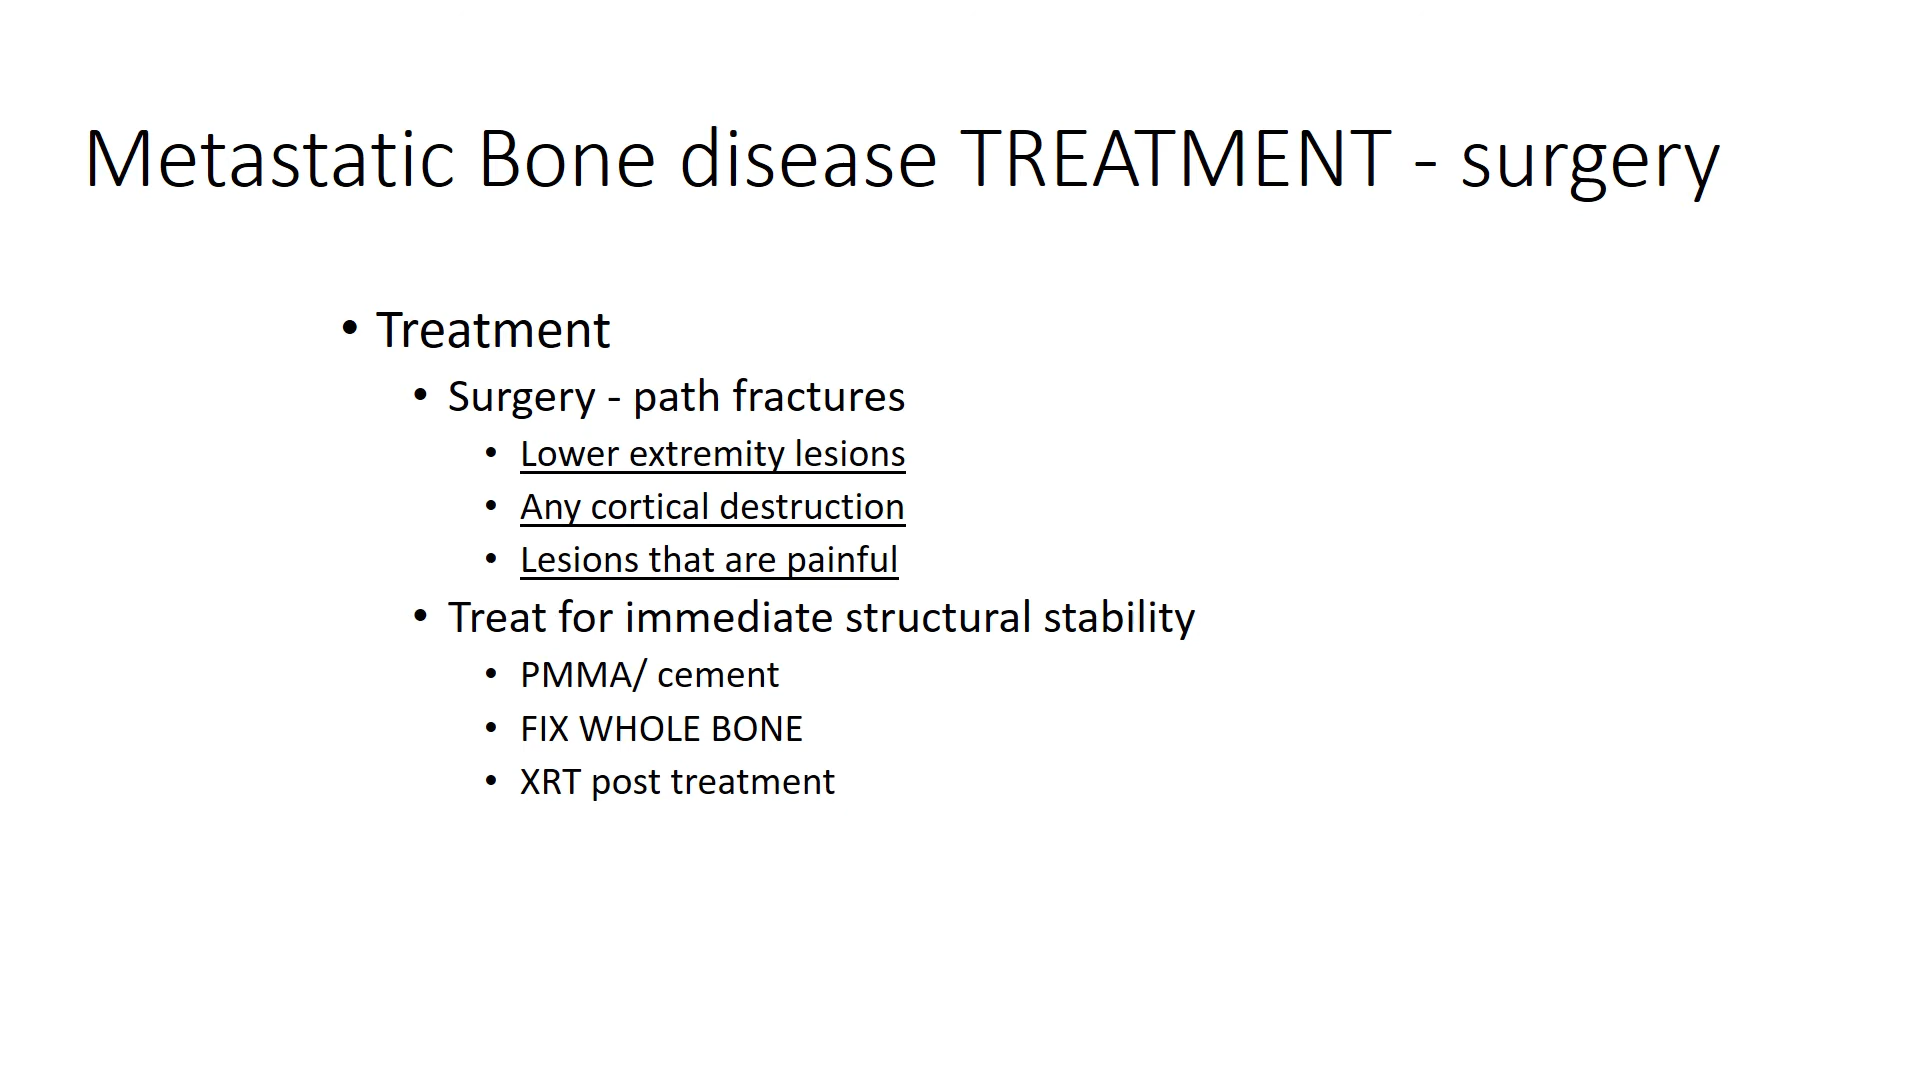 Metastatic Bone disease TREATMENT - surgery
• Treatment
• Surgery - path fractures
• Lower extremity lesions
• Any cortical destruction
• Lesions that are painful
• Treat for immediate structural stability
• PMMA/ cement
• FIX WHOLE BONE
• XRT post treatment